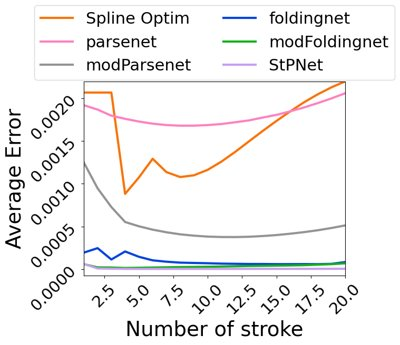 Spline Optim foldingnet
parsenet modFoldingnet
modParsenet StPNet
Average Error
0.0020
0.0015
0.0010
0.0005
0.0000
2.5 5.0 7.5 10.0 12.5 15.0 17.5 20.0
Number of stroke